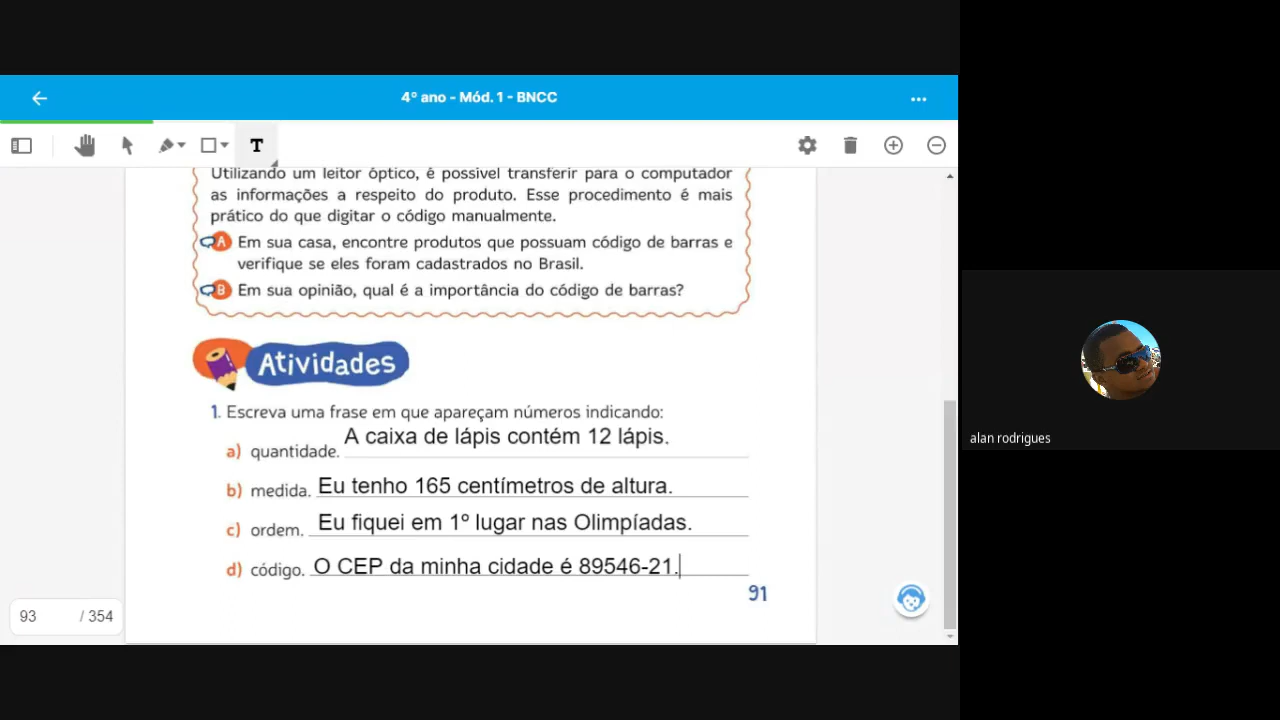 4º ano - Mód. 1 - BNCC
T
Utilizando um leitor óptico, é possível transferir para o computador
as informações a respeito do produto. Esse procedimento é mais
prático do que digitar o código manualmente.
A Em sua casa, encontre produtos que possuam código de barras e
verifique se eles foram cadastrados no Brasil.
B Em sua opinião, qual é a importância do código de barras?
Atividades
1. Escreva uma frase em que apareçam números indicando:
a) quantidade. A caixa de lápis contém 12 lápis.
b) medida. Eu tenho 165 centímetros de altura.
c) ordem. Eu fiquei em 1º lugar nas Olimpíadas.
d) código. O CEP da minha cidade é 89546-21.
91
93 / 354
alan rodrigues